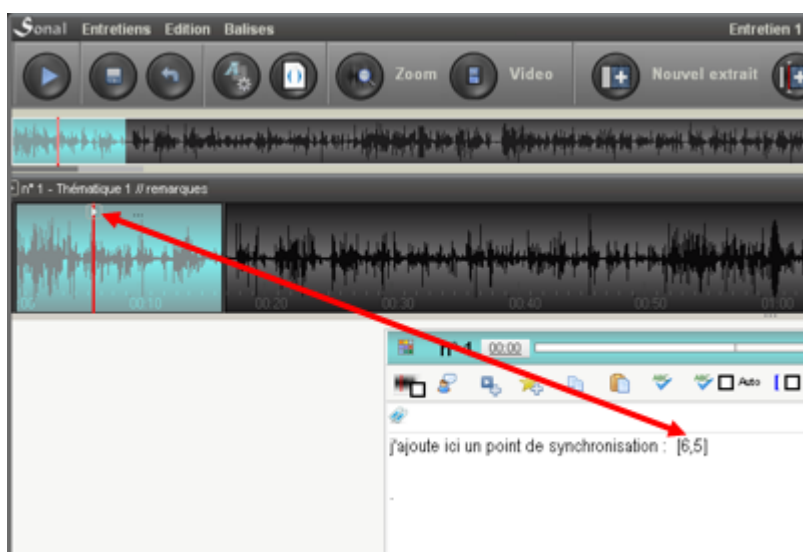 Sonal Entretiens Edition Balises Entretien 1
Zoom Video Nouvel extrait
n° 1 - Thématique 1 // remarques
00:10 00:20 00:30 00:40 00:50 01:00
n° 1 00:00
Auto
j'ajoute ici un point de synchronisation : [6,5]